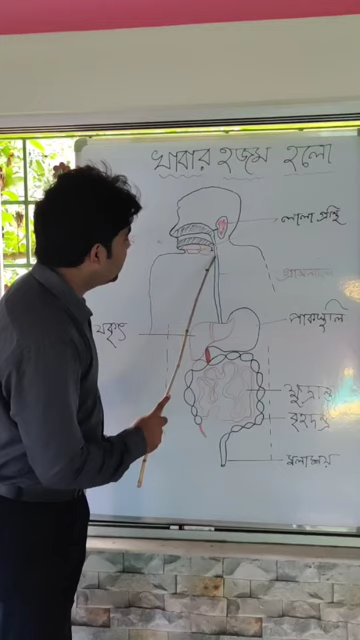 খাবার হজম হলো
লালা গ্রন্থি
পাকস্থলি
যকৃৎ
ক্ষুদ্রান্ত্র
বৃহদন্ত্র
মলাশয়